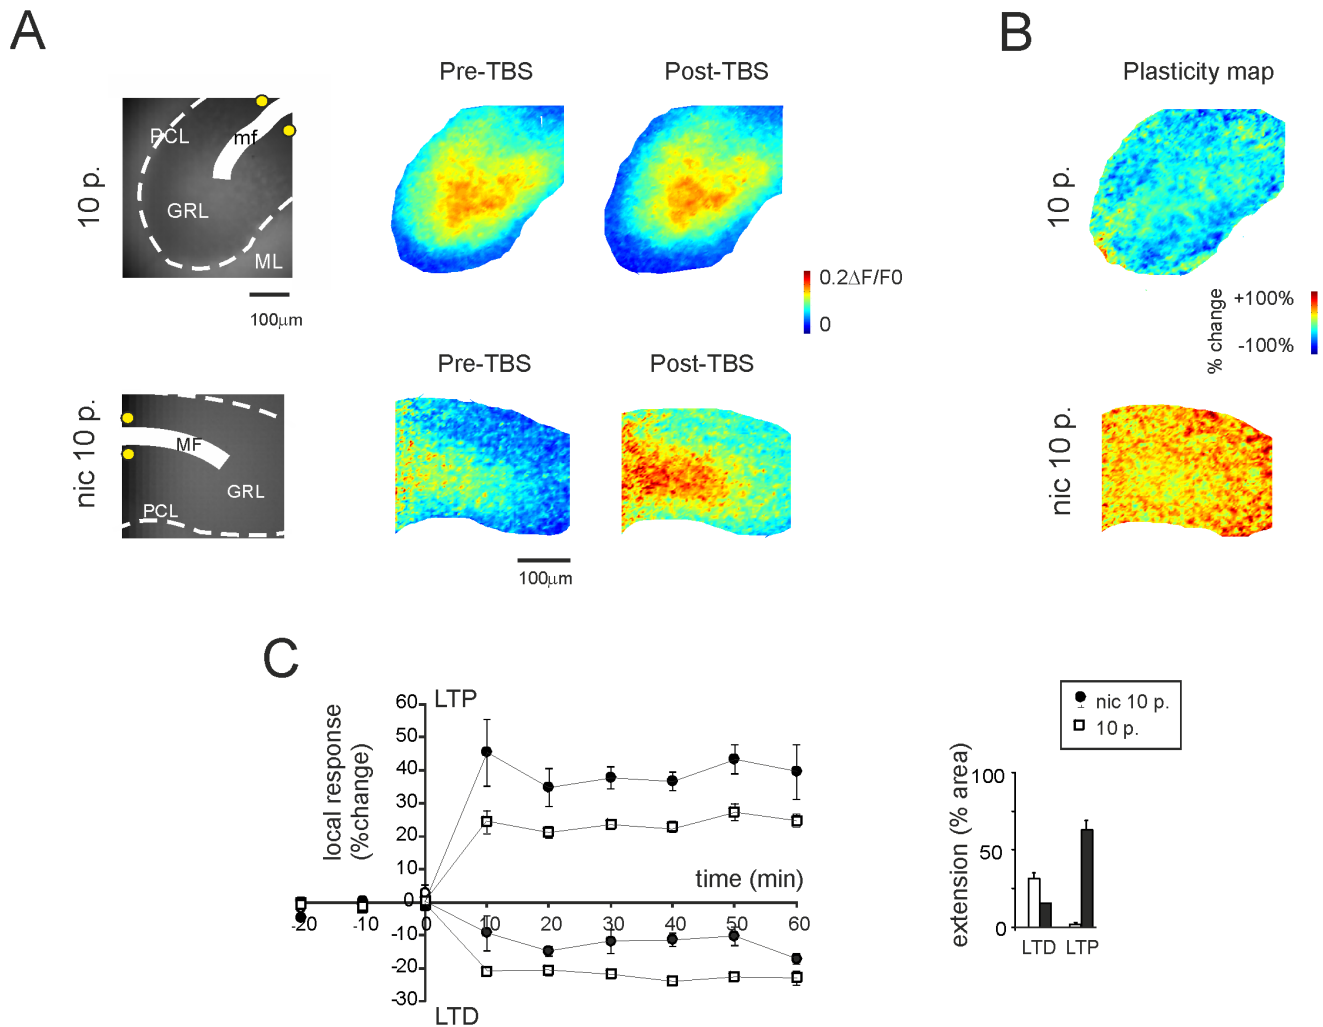 A
B
Pre-TBS
Post-TBS
Plasticity map
10 p.
PCL
mf
GRL
ML
100μm
0.2ΔF/F0
0
10 p.
% change
+100%
-100%
Pre-TBS
Post-TBS
nic 10 p.
MF
GRL
PCL
100μm
nic 10 p.
C
LTP
local response
(%change)
60
50
40
30
20
10
0
-10
-20
-30
time (min)
-20
-10
0
10
20
30
40
50
60
LTD
nic 10 p.
10 p.
extension (% area)
100
50
0
LTD
LTP